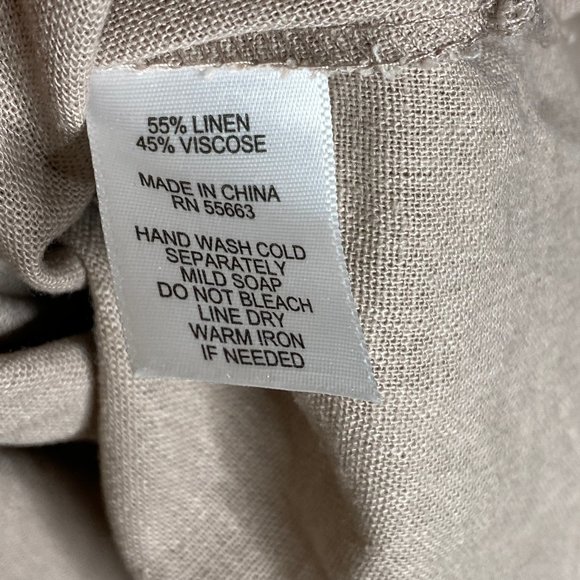 55% LINEN
45% VISCOSE
MADE IN CHINA
RN 55663
HAND WASH COLD
SEPARATELY
MILD SOAP
DO NOT BLEACH
LINE DRY
WARM IRON
IF NEEDED